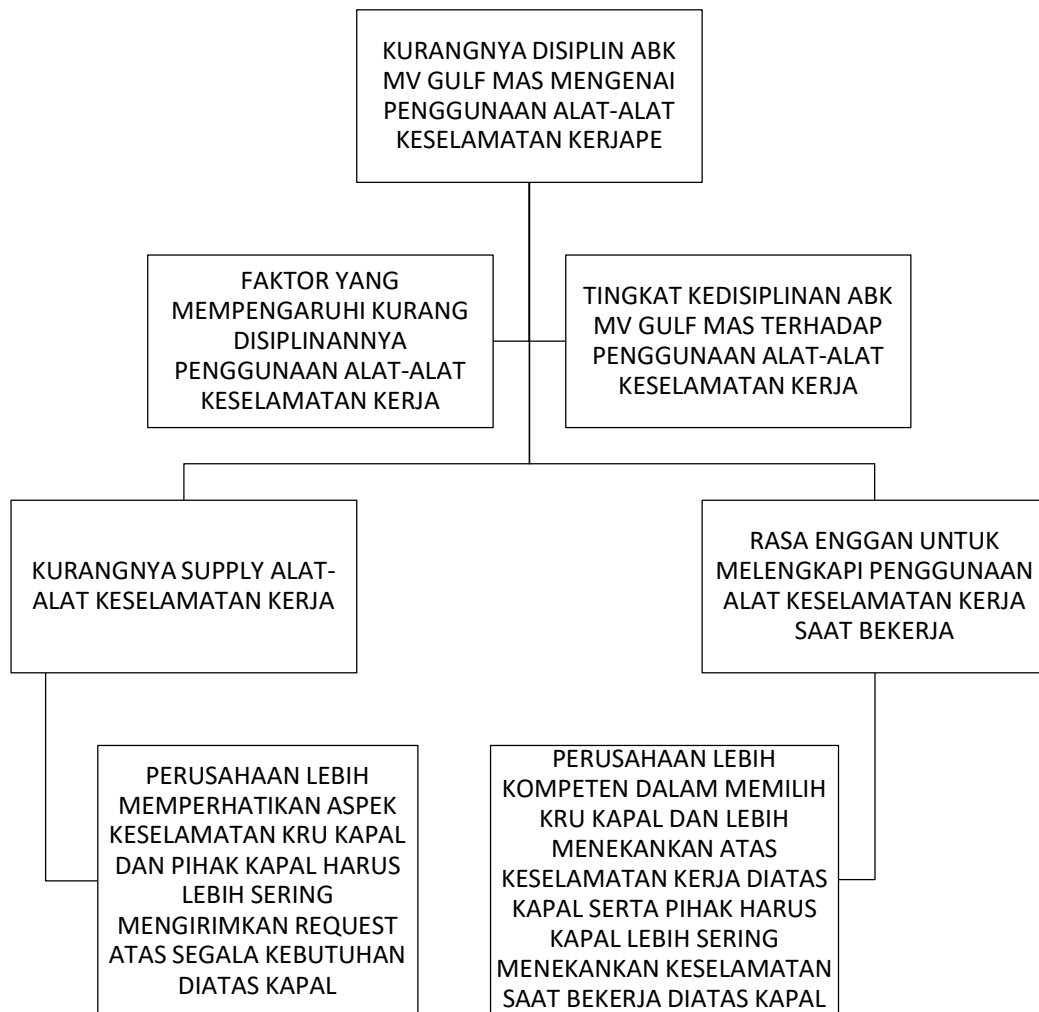 KURANGNYA DISIPLIN ABK
MV GULF MAS MENGENAI
PENGGUNAAN ALAT-ALAT
KESELAMATAN KERJAPE
FAKTOR YANG
MEMPENGARUHI KURANG
DISIPLINANNYA
PENGGUNAAN ALAT-ALAT
KESELAMATAN KERJA
TINGKAT KEDISIPLINAN ABK
MV GULF MAS TERHADAP
PENGGUNAAN ALAT-ALAT
KESELAMATAN KERJA
KURANGNYA SUPPLY ALAT-
ALAT KESELAMATAN KERJA
RASA ENGGAN UNTUK
MELENGKAPI PENGGUNAAN
ALAT KESELAMATAN KERJA
SAAT BEKERJA
PERUSAHAAN LEBIH
MEMPERHATIKAN ASPEK
KESELAMATAN KRU KAPAL
DAN PIHAK KAPAL HARUS
LEBIH SERING
MENGIRIMKAN REQUEST
ATAS SEGALA KEBUTUHAN
DIATAS KAPAL
PERUSAHAAN LEBIH
KOMPETEN DALAM MEMILIH
KRU KAPAL DAN LEBIH
MENEKANKAN ATAS
KESELAMATAN KERJA DIATAS
KAPAL SERTA PIHAK HARUS
KAPAL LEBIH SERING
MENEKANKAN KESELAMATAN
SAAT BEKERJA DIATAS KAPAL